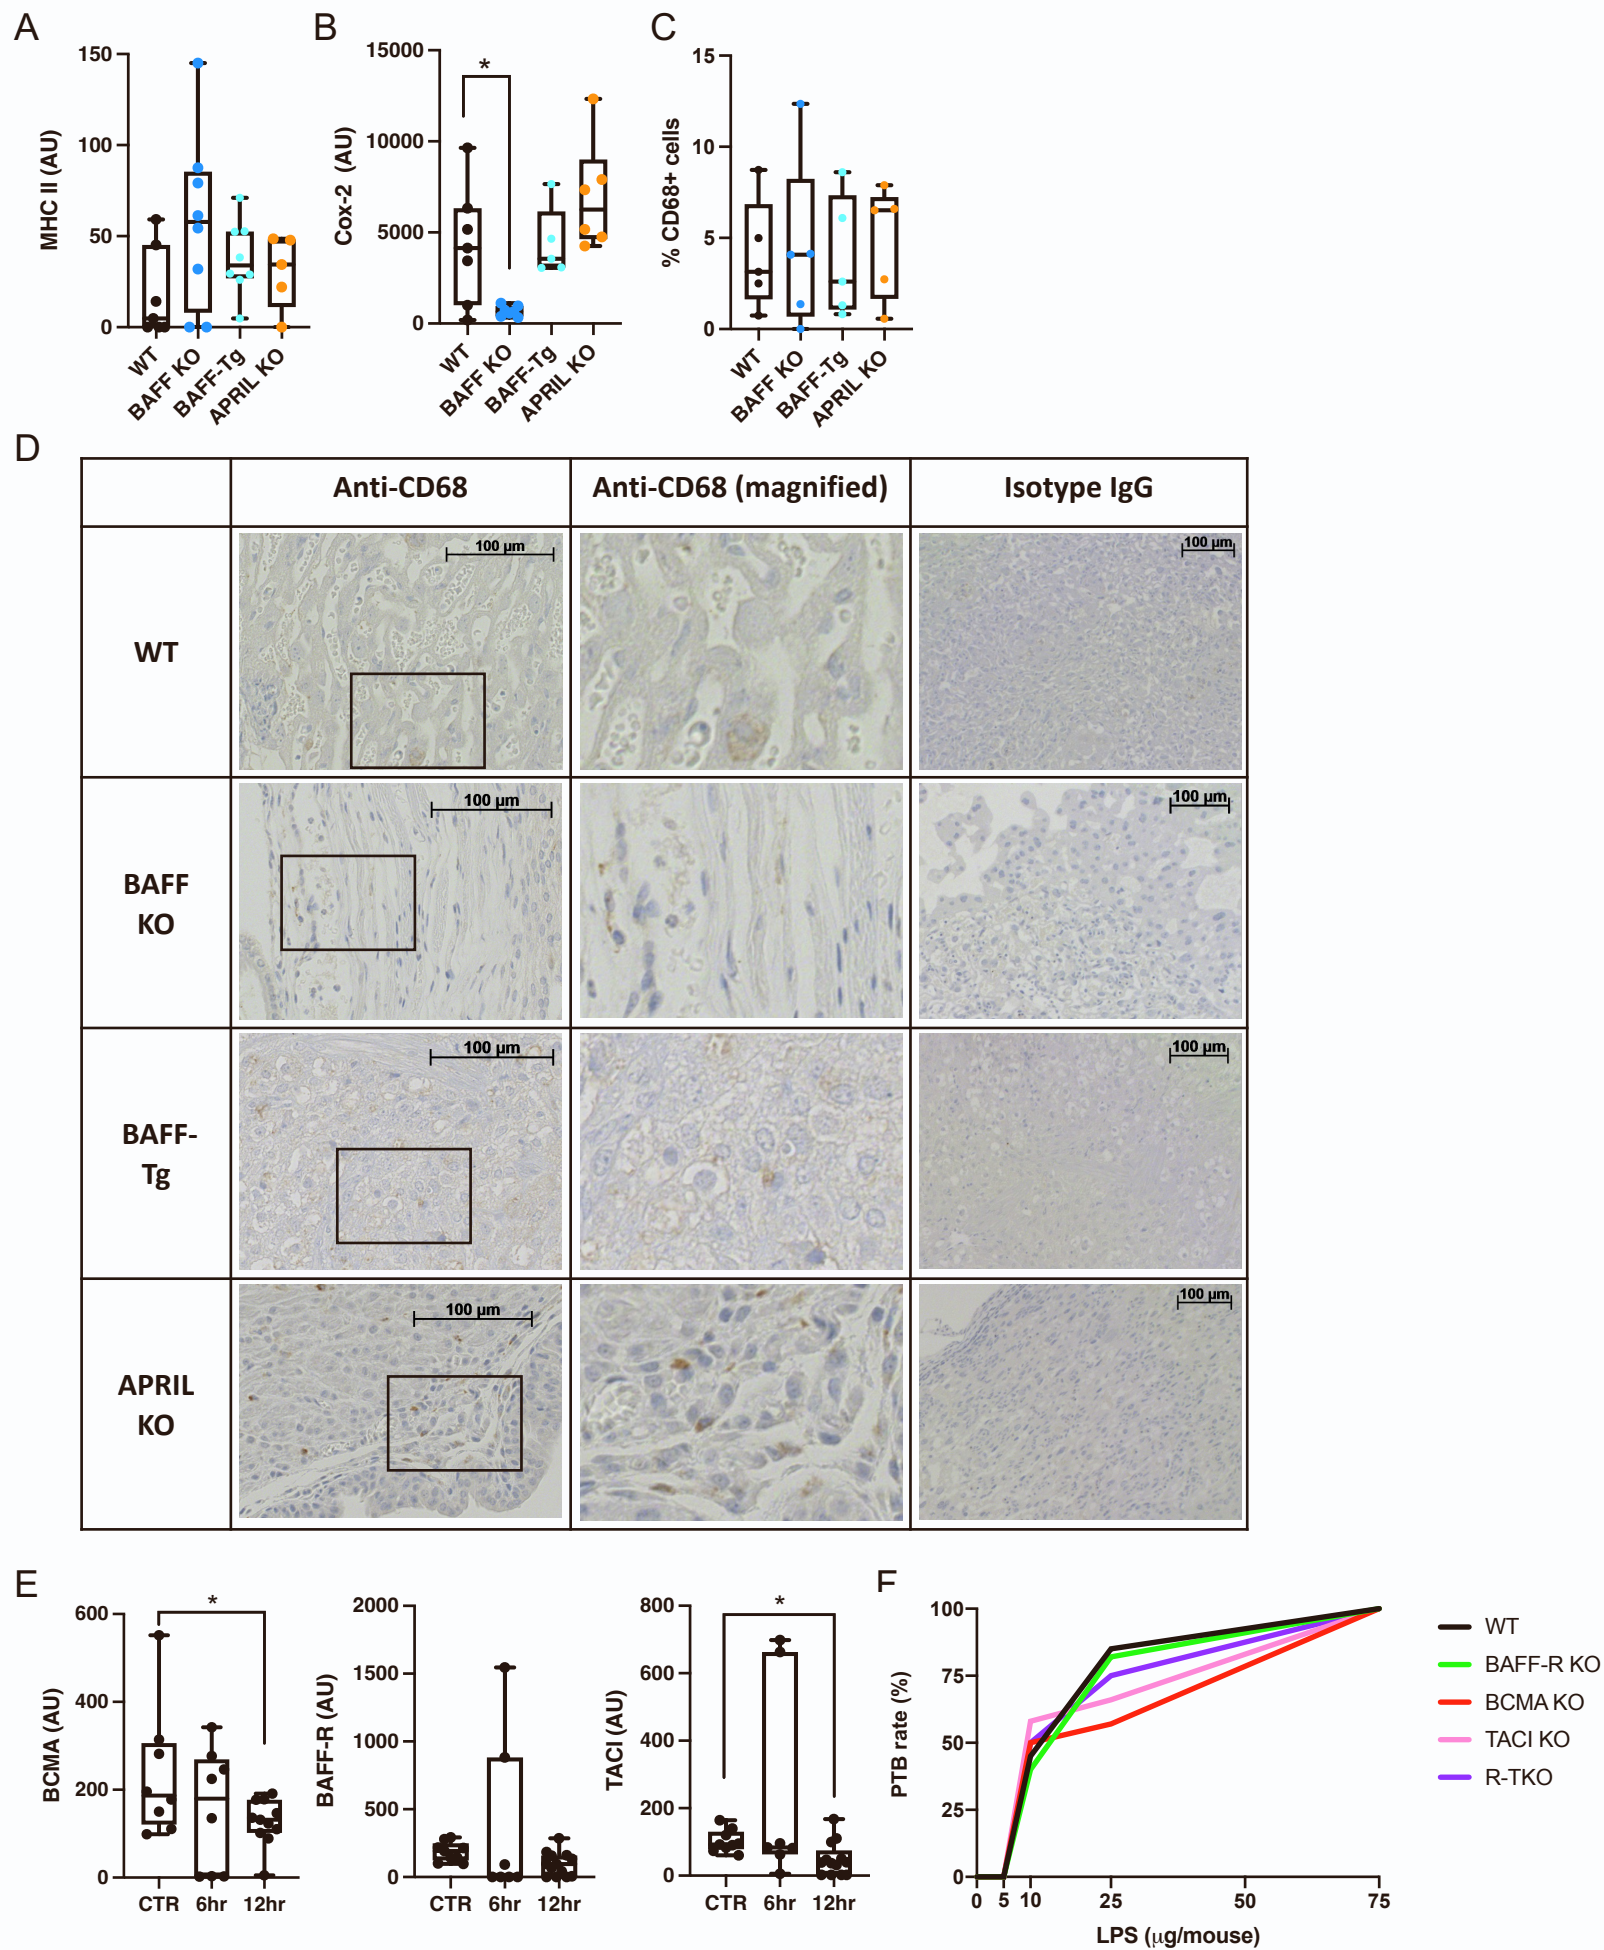 A
B
C
150
100
50
0
MHC II (AU)
WT
BAFF KO
BAFF-Tg
APRIL KO
15000
10000
5000
0
Cox-2 (AU)
*
WT
BAFF KO
BAFF-Tg
APRIL KO
15
10
5
0
% CD68+ cells
WT
BAFF KO
BAFF-Tg
APRIL KO
D
Anti-CD68
Anti-CD68 (magnified)
Isotype IgG
WT
100 µm
100 µm
BAFF
KO
100 µm
100 µm
BAFF-
Tg
100 µm
100 µm
APRIL
KO
100 µm
100 µm
E
600
400
200
0
BCMA (AU)
*
CTR
6hr
12hr
2000
1500
1000
500
0
BAFF-R (AU)
CTR
6hr
12hr
800
600
400
200
0
TACI (AU)
*
CTR
6hr
12hr
F
100
75
50
25
0
PTB rate (%)
0
5
10
25
50
75
LPS (µg/mouse)
WT
BAFF-R KO
BCMA KO
TACI KO
R-TKO